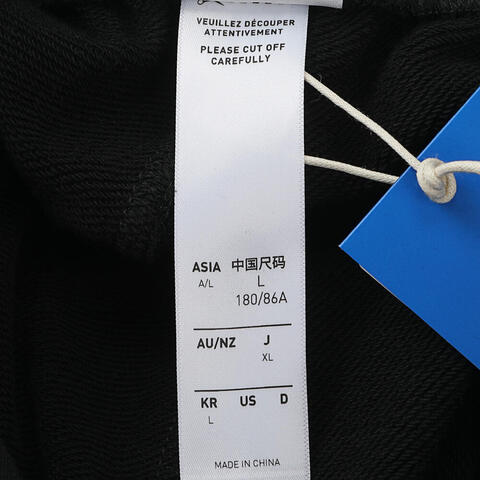 VEUILLEZ DÉCOUPER
ATTENTIVEMENT
PLEASE CUT OFF
CAREFULLY
ASIA 中国尺码
A/L L
180/86A
AU/NZ J
XL
KR US D
L
MADE IN CHINA